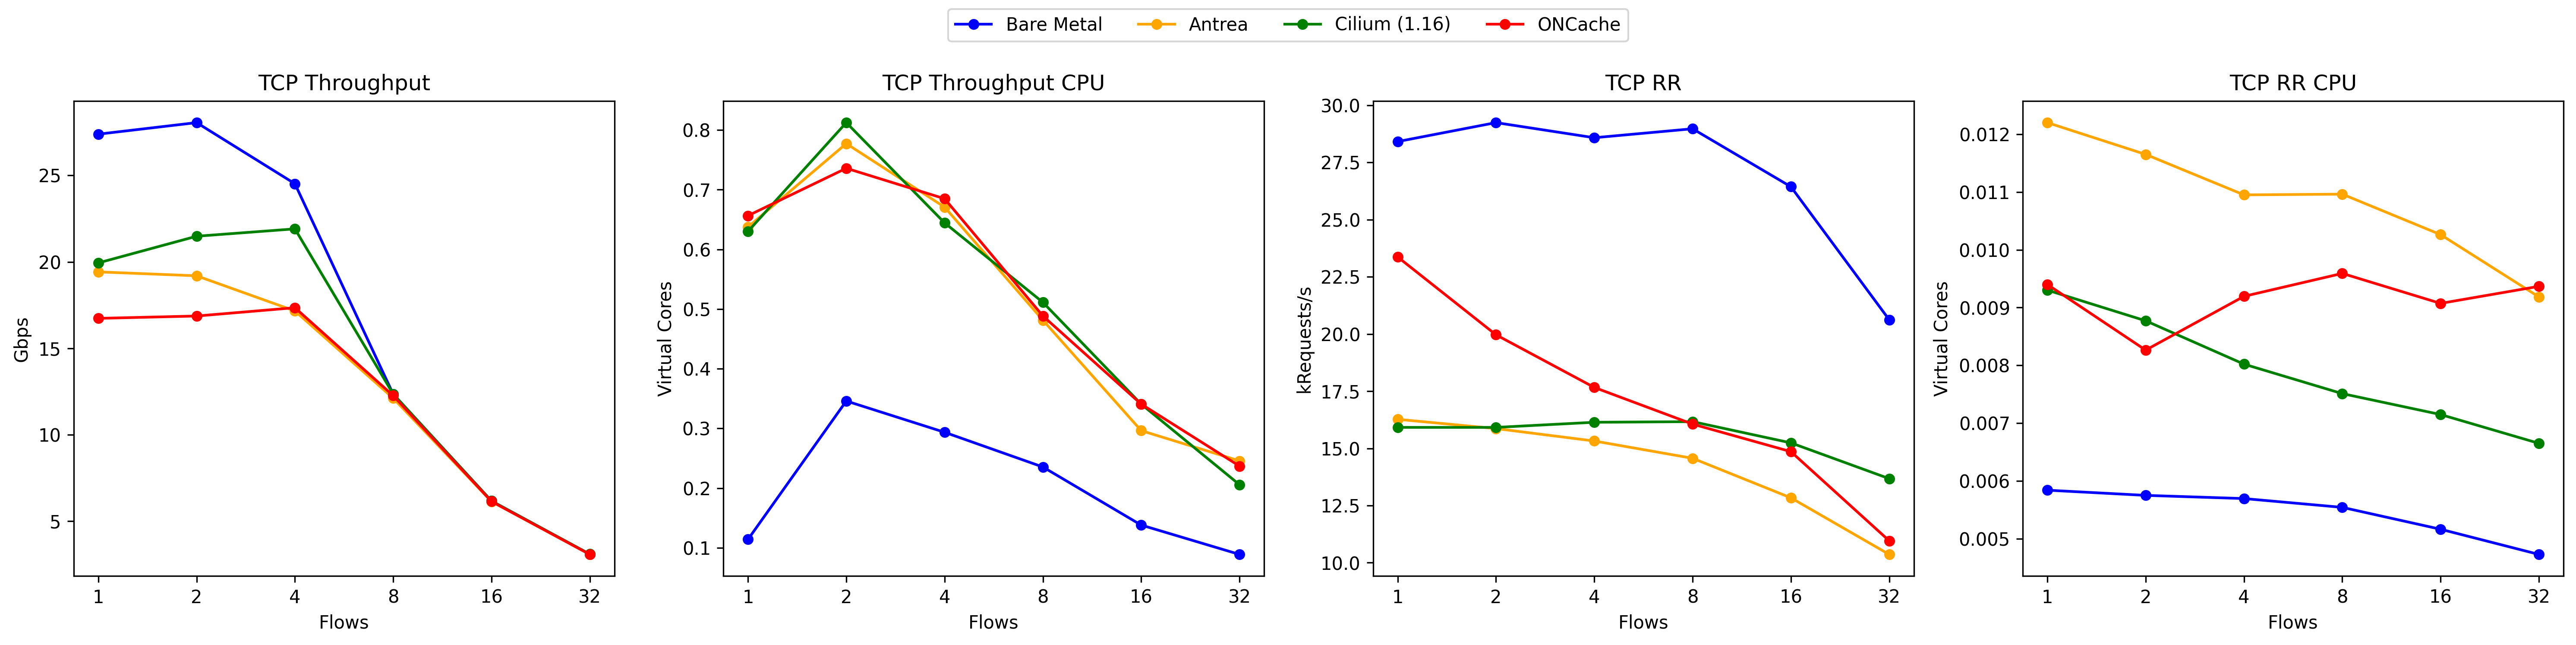 Bare Metal Antrea Cilium (1.16) ONCache
TCP Throughput
Gbps
25
20
15
10
5
1 2 4 8 16 32
Flows
TCP Throughput CPU
Virtual Cores
0.8
0.7
0.6
0.5
0.4
0.3
0.2
0.1
1 2 4 8 16 32
Flows
TCP RR
kRequests/s
30.0
27.5
25.0
22.5
20.0
17.5
15.0
12.5
10.0
1 2 4 8 16 32
Flows
TCP RR CPU
Virtual Cores
0.012
0.011
0.010
0.009
0.008
0.007
0.006
0.005
1 2 4 8 16 32
Flows